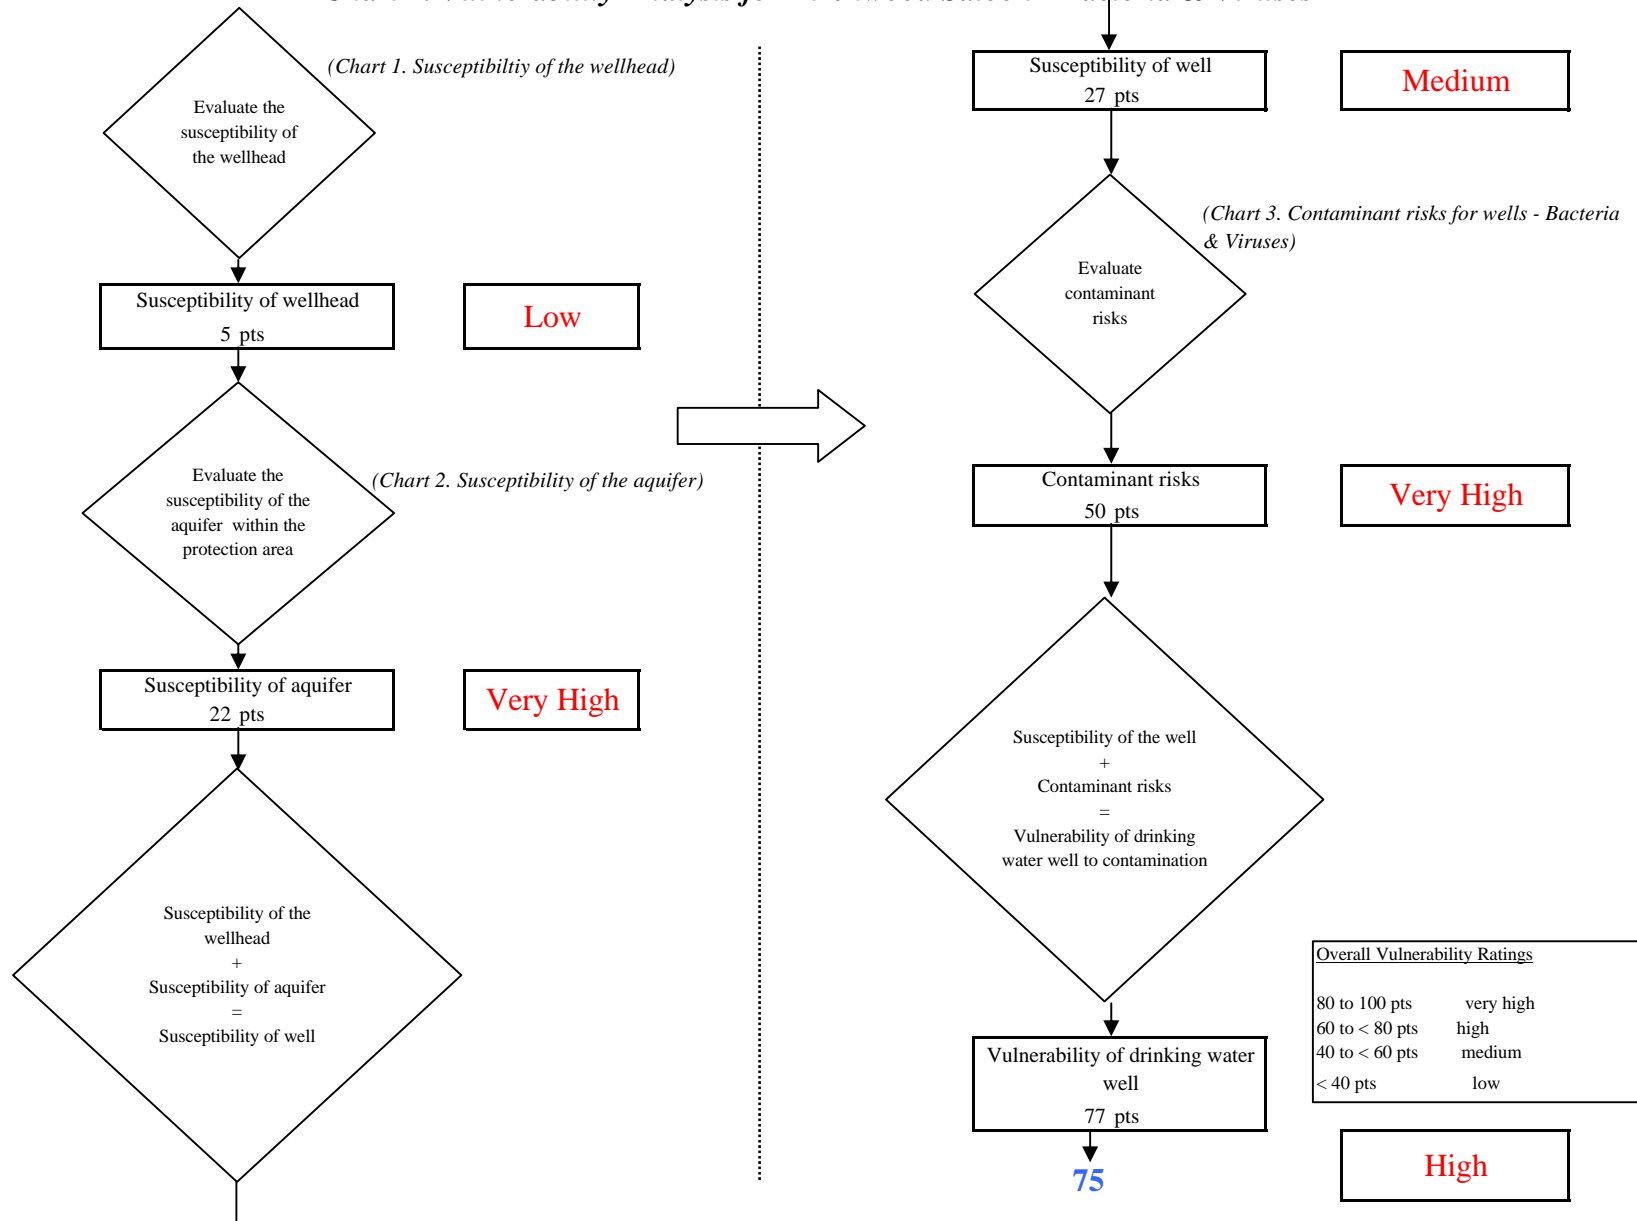 (Chart 1. Susceptibiltiy of the wellhead)
Evaluate the
susceptibility of
the wellhead
Susceptibility of wellhead
5 pts
Low
Evaluate the
susceptibility of the
aquifer within the
protection area
(Chart 2. Susceptibility of the aquifer)
Susceptibility of aquifer
22 pts
Very High
Susceptibility of the
wellhead
+
Susceptibility of aquifer
=
Susceptibility of well
Susceptibility of well
27 pts
Medium
(Chart 3. Contaminant risks for wells - Bacteria
& Viruses)
Evaluate
contaminant
risks
Contaminant risks
50 pts
Very High
Susceptibility of the well
+
Contaminant risks
=
Vulnerability of drinking
water well to contamination
Overall Vulnerability Ratings
80 to 100 pts very high
60 to < 80 pts high
40 to < 60 pts medium
< 40 pts low
Vulnerability of drinking water
well
77 pts
75
High